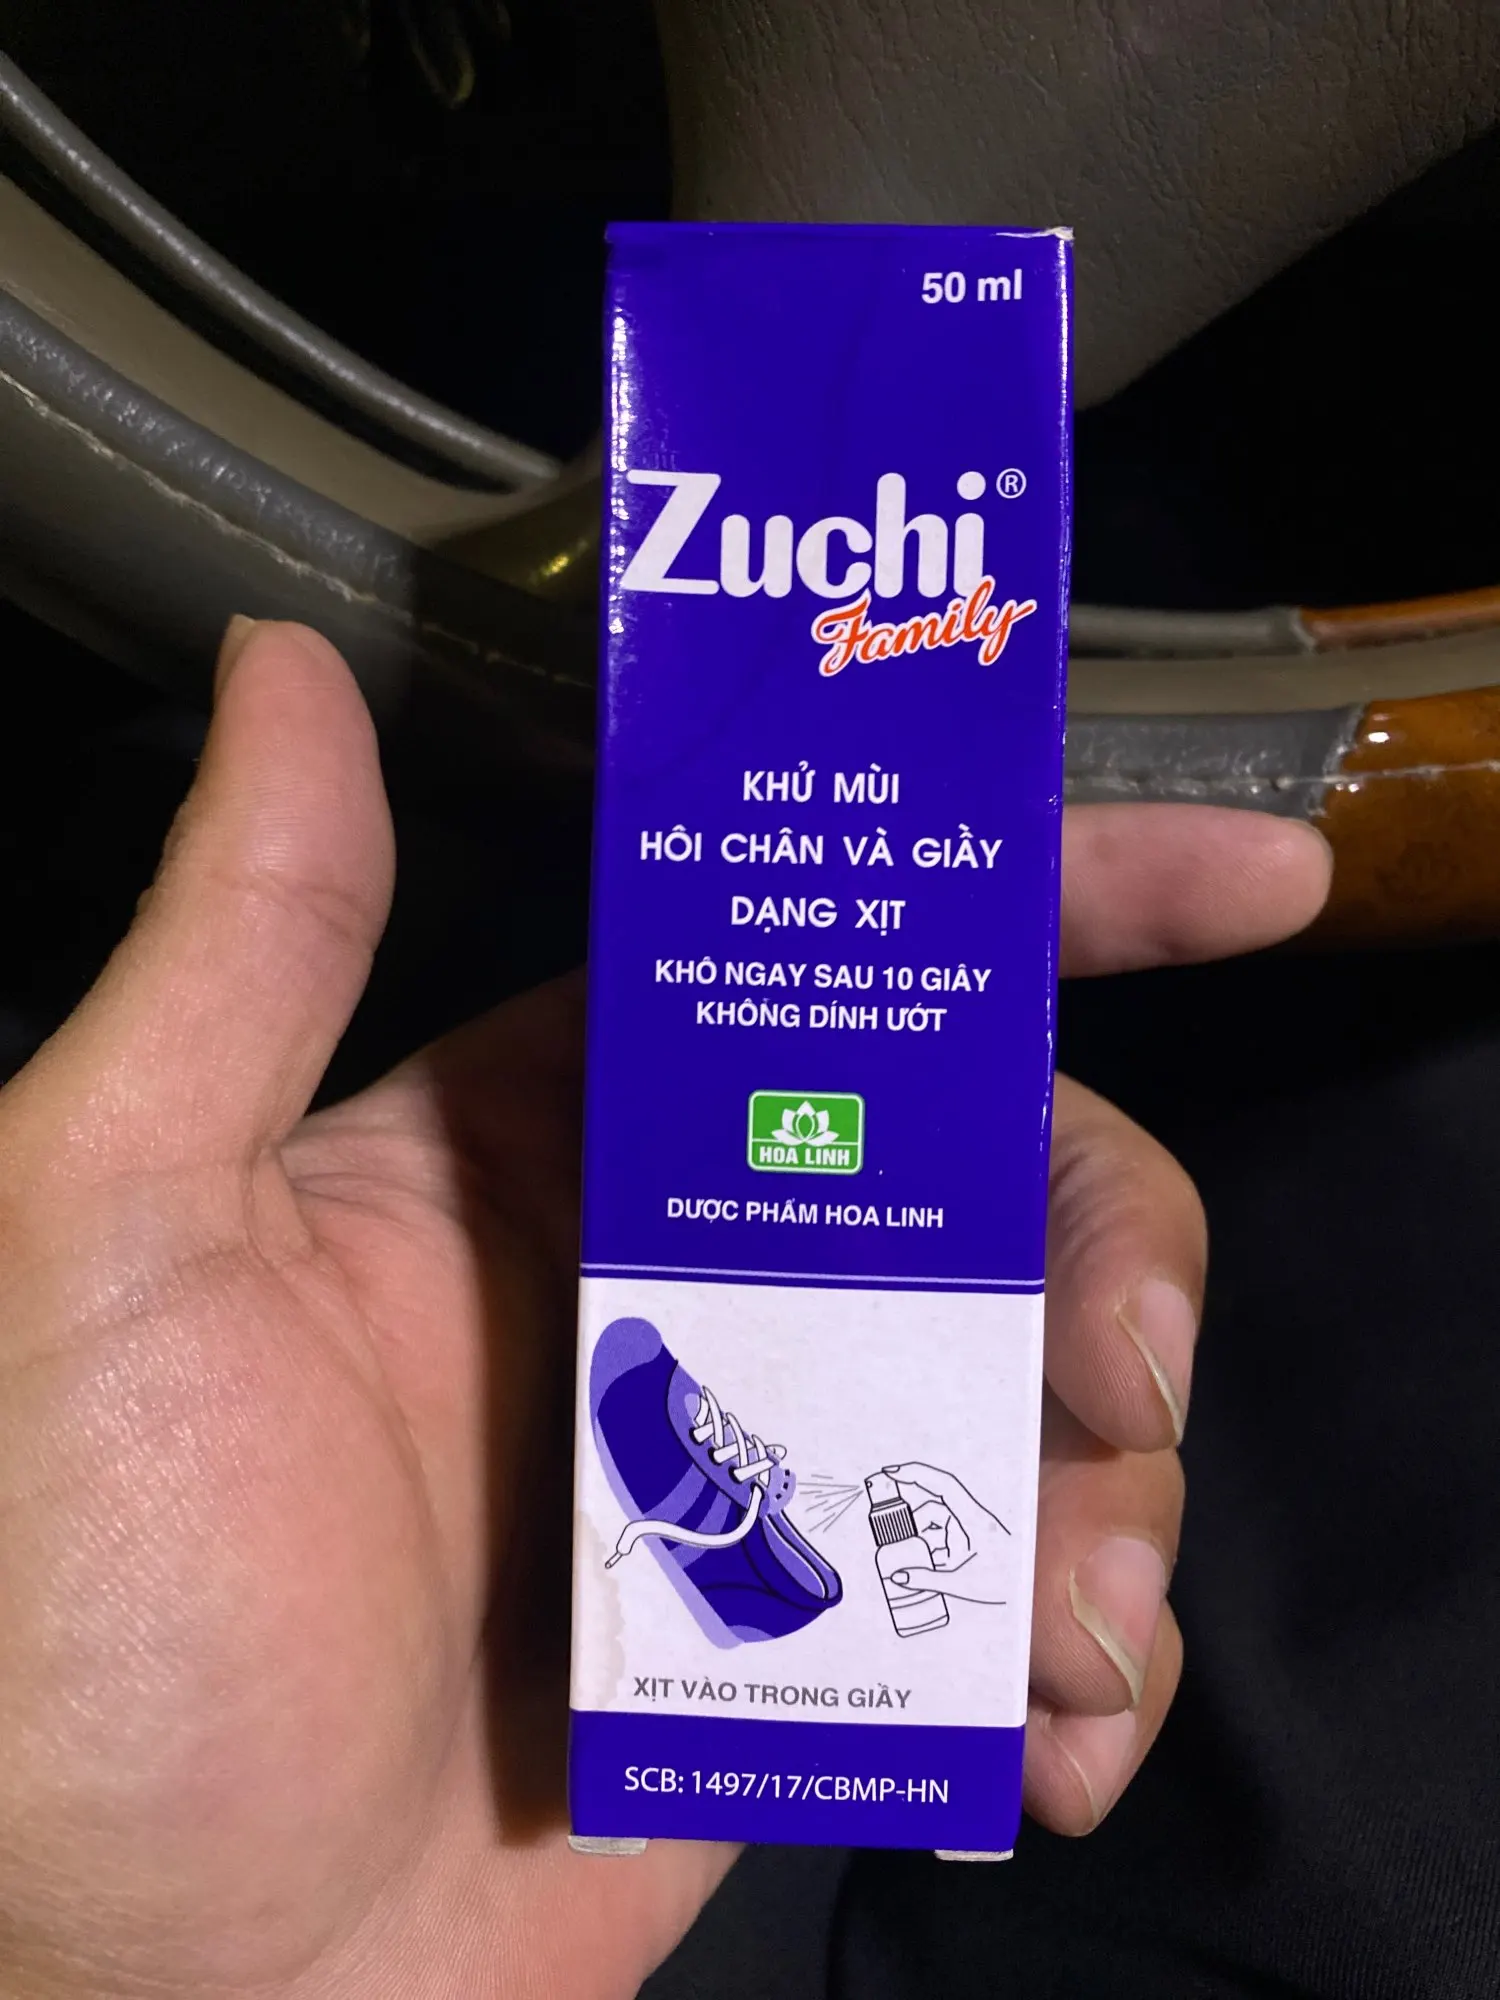 50 ml
Zuchi®
Family
KHỬ MÙI
HÔI CHÂN VÀ GIẦY
DẠNG XỊT
KHÔ NGAY SAU 10 GIÂY
KHÔNG DÍNH ƯỚT
HOA LINH
DƯỢC PHẨM HOA LINH
XỊT VÀO TRONG GIẦY
SCB: 1497/17/CBMP-HN